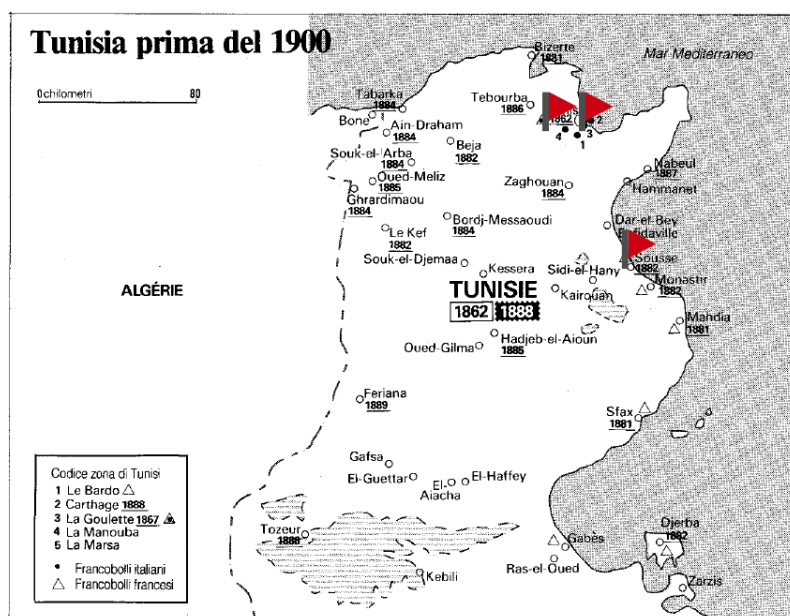 Tunisia prima del 1900
0 chilometri 80
Mar Mediterraneo
Bizerte
1881
Tabarka
1884
Bone
Ain-Draham
1884
Tebourba
1886
1862
2
3
4
1
Beja
1882
Souk-el-Arba
1884
Oued-Meliz
1885
Ghrardimaou
1884
Zaghouan
1884
Nabeul
1887
Hammanet
Bordj-Messaoudi
1884
Le Kef
1882
Dar-el-Bey
Souk-el-Djemaa
Kessera
Sidi-el-Hany
Sousse
1882
Monastir
1882
Kairouan
ALGÉRIE
TUNISIE
1862 1888
Mahdia
1881
Oued-Gilma
Hadjeb-el-Aioun
1885
Feriana
1889
Sfax
1881
Gafsa
El-Guettar
El-
Aiacha
El-Haffey
Codice zona di Tunisi
1 Le Bardo △
2 Carthage 1888
3 La Goulette 1867
4 La Manouba
5 La Marsa
• Francobolli italiani
△ Francobolli francesi
Tozeur
1888
Kebili
Gabès
Ras-el-Oued
Djerba
1882
Zarzis